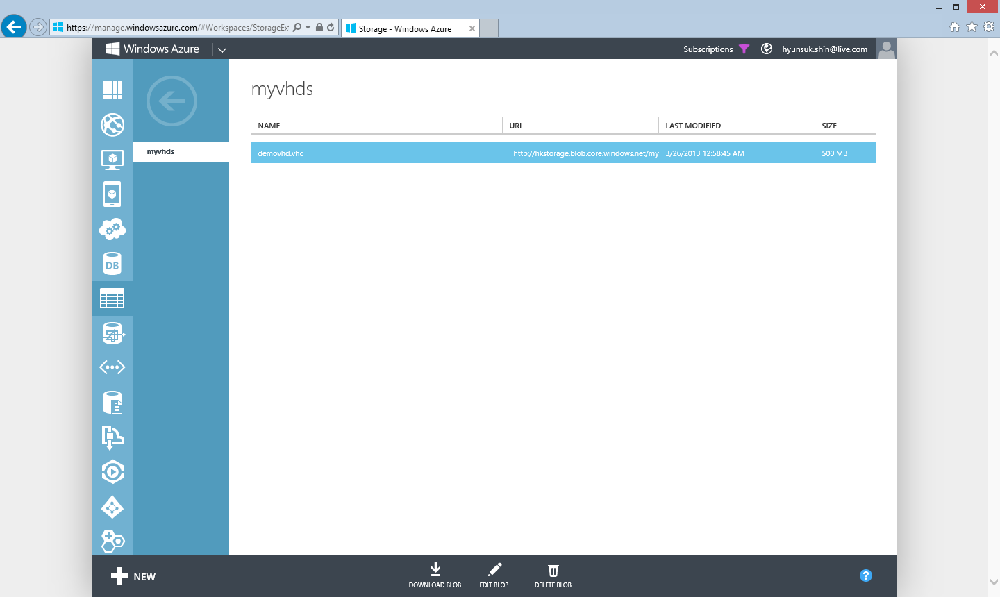 https://manage.windowsazure.com/#Workspaces/StorageEx
Storage - Windows Azure
Windows Azure
Subscriptions
hyunsuk.shin@live.com
myvhds
myvhds
NAME URL LAST MODIFIED SIZE
demovhd.vhd http://hkstorage.blob.core.windows.net/my 3/26/2013 12:58:45 AM 500 MB
DB
NEW
DOWNLOAD BLOB EDIT BLOB DELETE BLOB
?